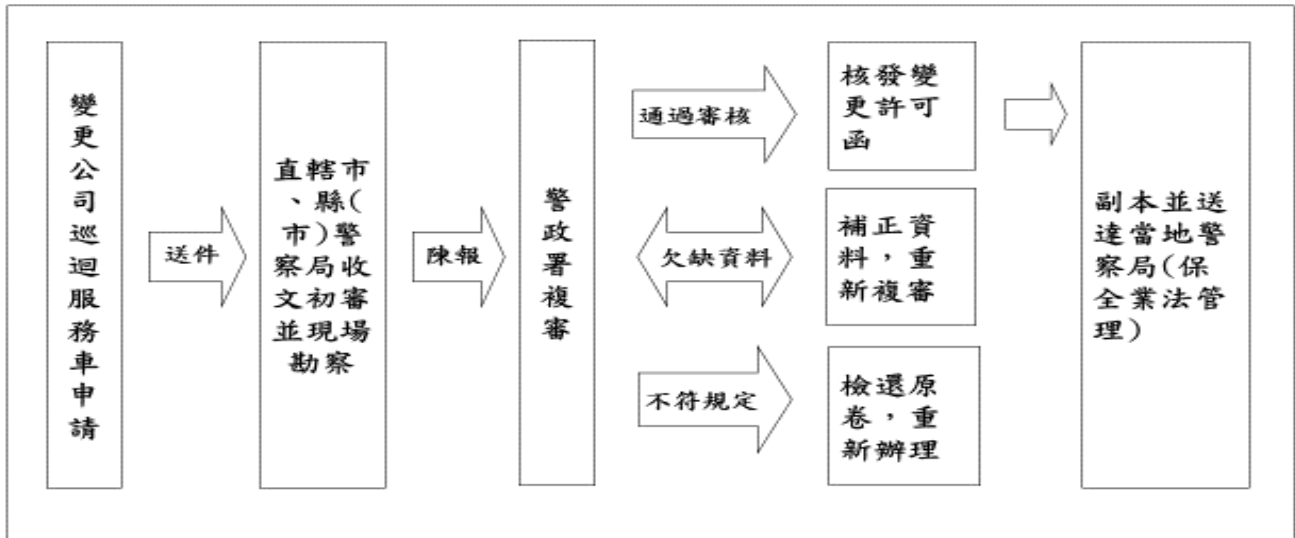 變更公司巡迴服務車申請
送件
直轄市
、縣(
市)警
察局收
文初審
並現場
勘察
陳報
警政署複審
通過審核
核發變
更許可
函
欠缺資料
補正資
料，重
新複審
不符規定
檢還原
卷，重
新辦理
副本並送
達當地警
察局(保
全業法管
理)